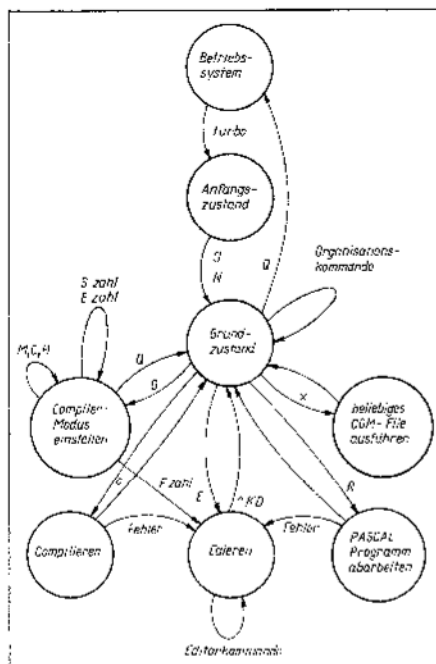 Betriebs-
system
turbo
Anfangs-
zustand
J
N
Q
Organisations-
kommando
S zahl
E zahl
M,C,H
Q
O
Grund-
zustand
X
Compiler-
Modus
einstellen
beliebiges
COM-File
ausführen
C
F zahl
E
^KD
R
Fehler
Fehler
Compilieren
Edieren
PASCAL
Programm
abarbeiten
Editorkommando